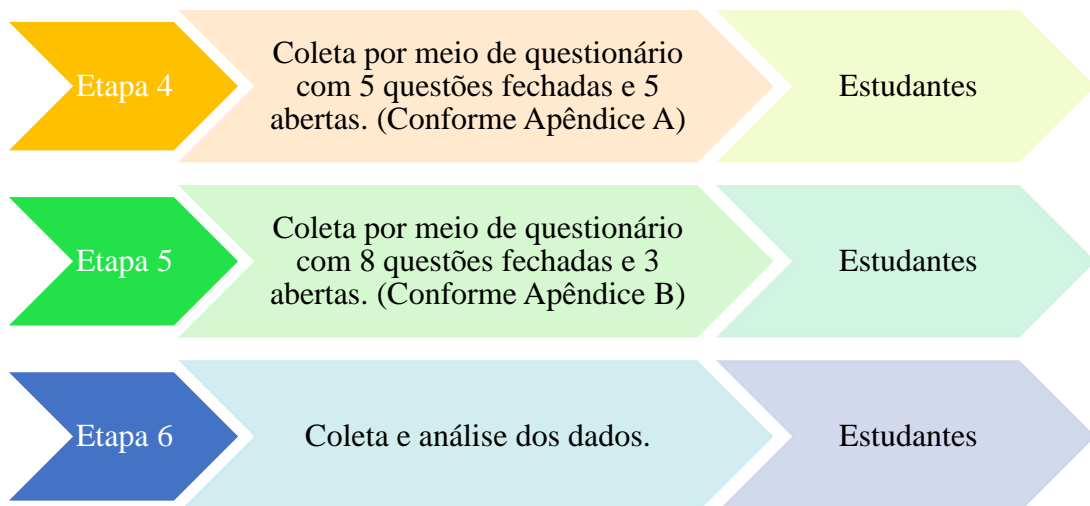 Etapa 4
Coleta por meio de questionário
com 5 questões fechadas e 5
abertas. (Conforme Apêndice A)
Estudantes
Etapa 5
Coleta por meio de questionário
com 8 questões fechadas e 3
abertas. (Conforme Apêndice B)
Estudantes
Etapa 6
Coleta e análise dos dados.
Estudantes